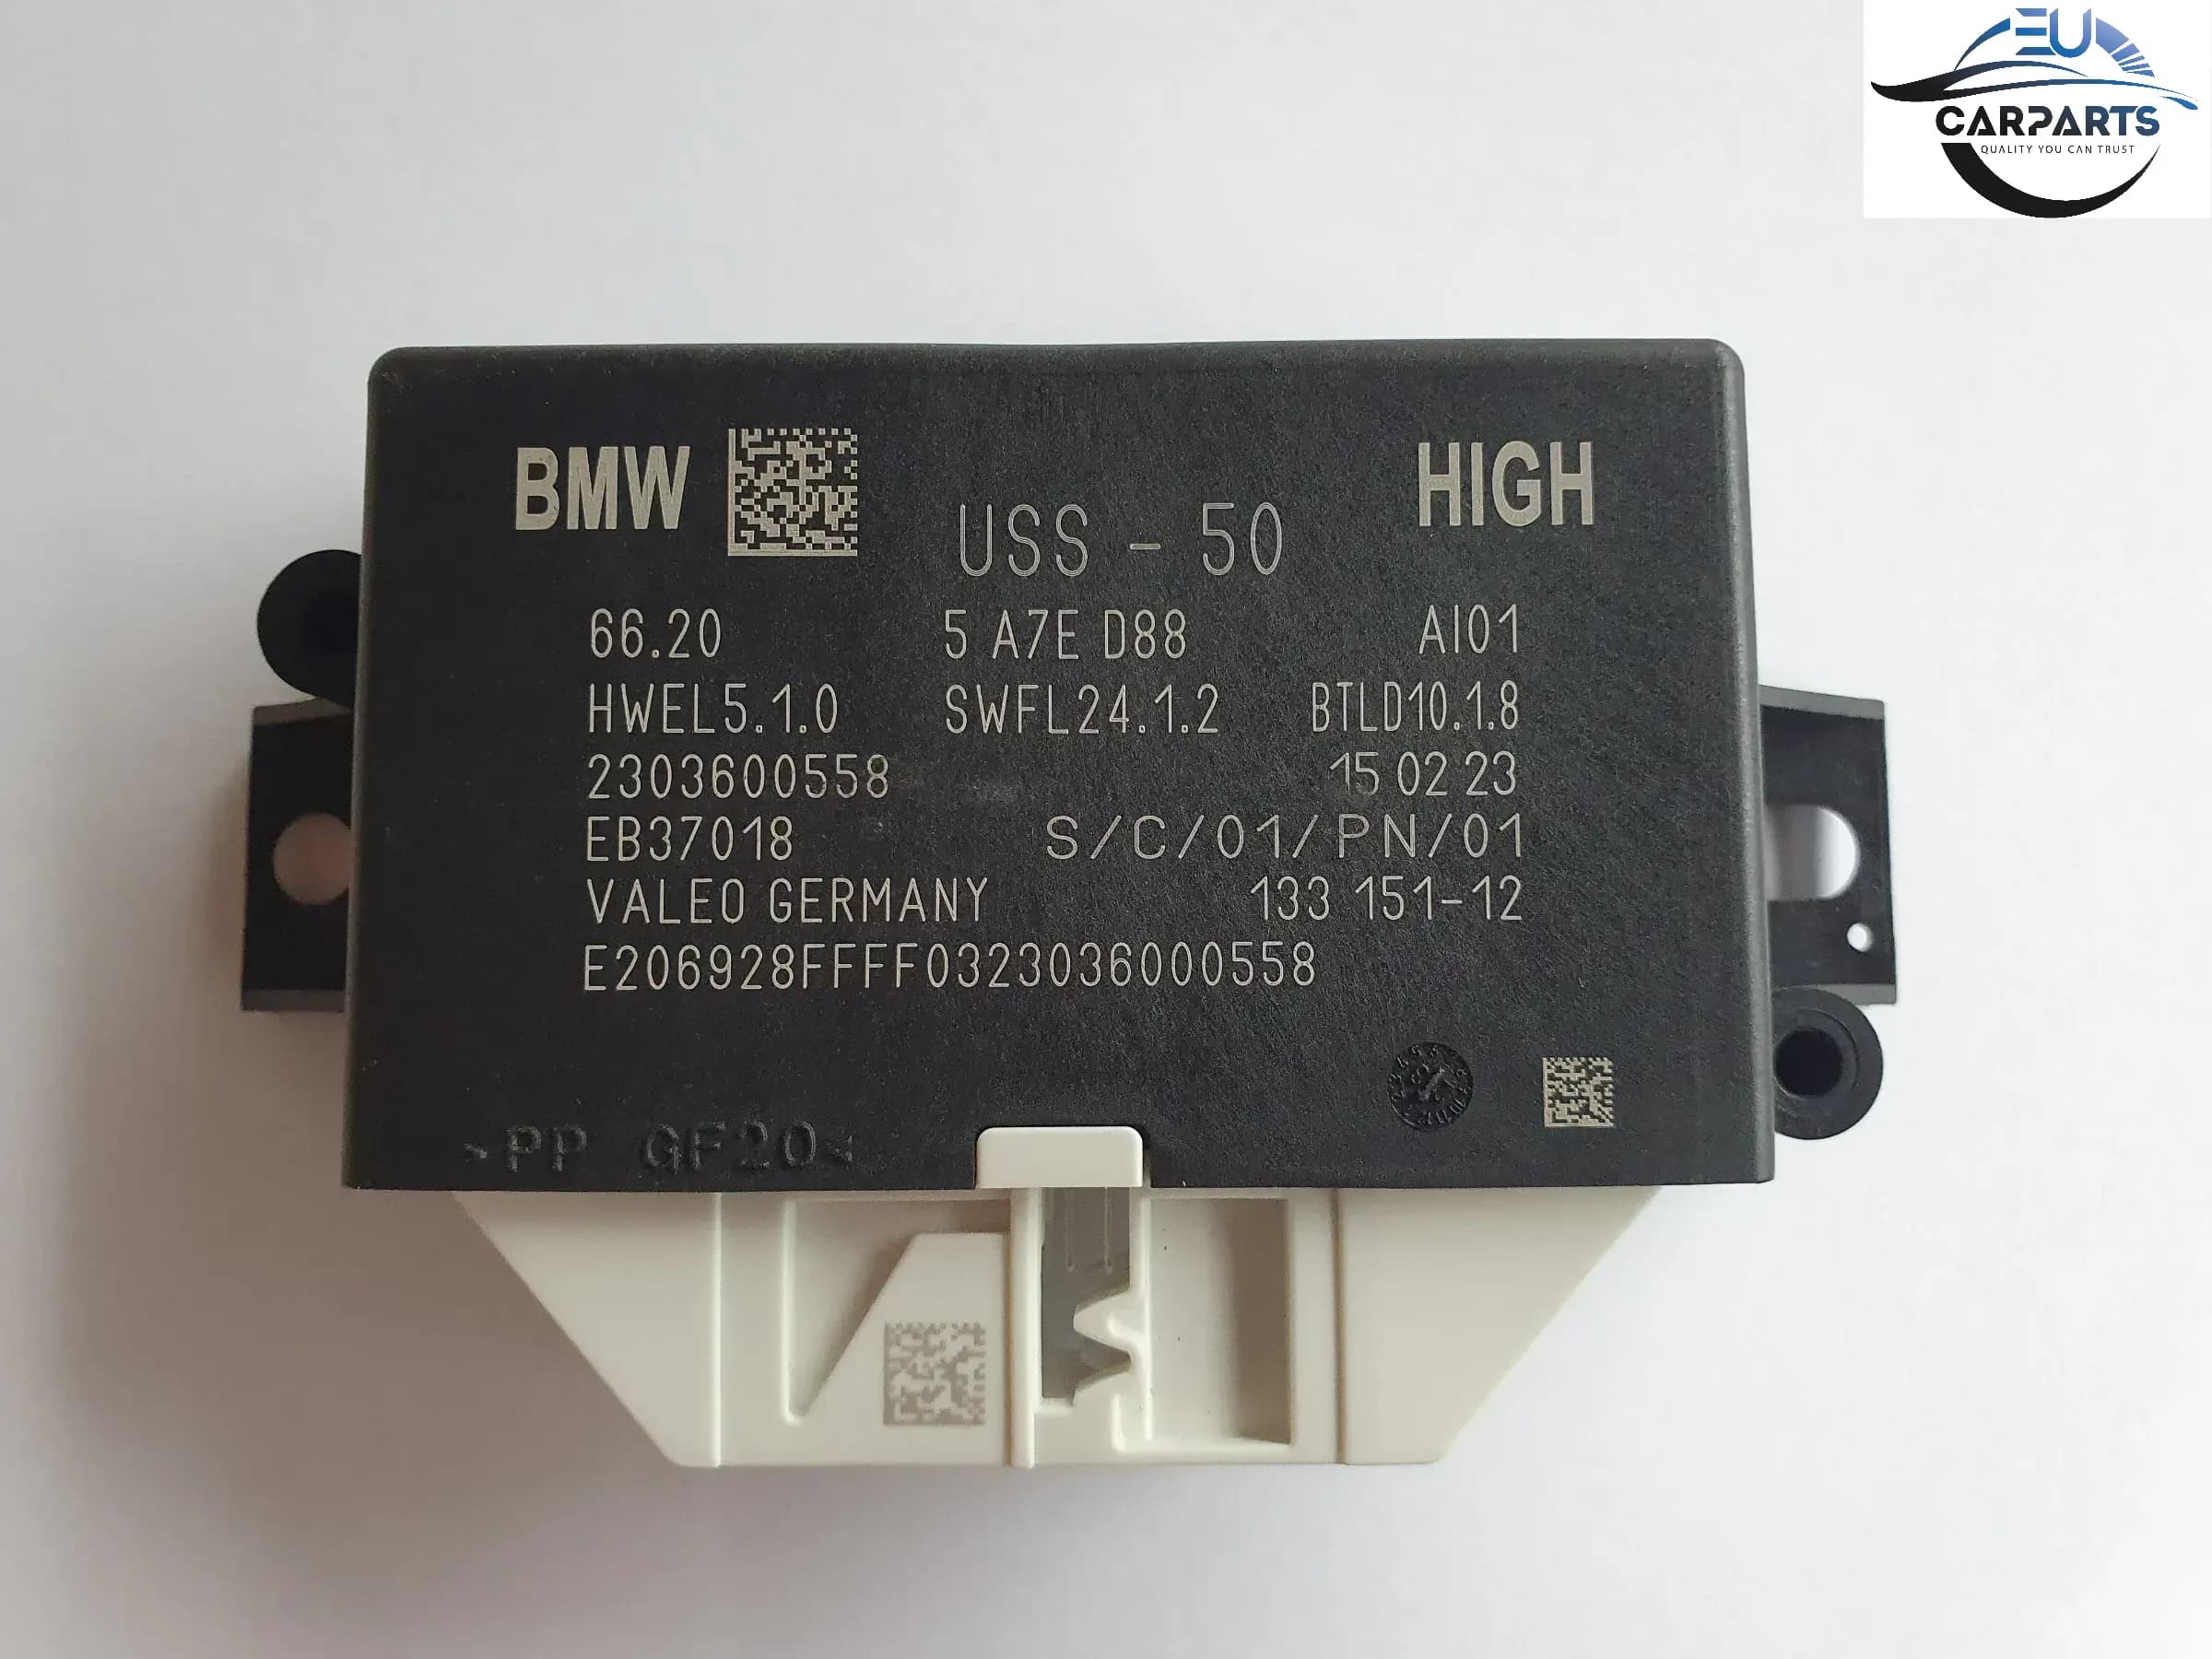 EU
CARPARTS
QUALITY YOU CAN TRUST
BMW
HIGH
USS - 50
66.20 5 A7E D88 AI01
HWEL5.1.0 SWFL24.1.2 BTLD10.1.8
2303600558 15 02 23
EB37018 S/C/01/PN/01
VALEO GERMANY 133 151-12
E206928FFFF0323036000558
>PP GF20<